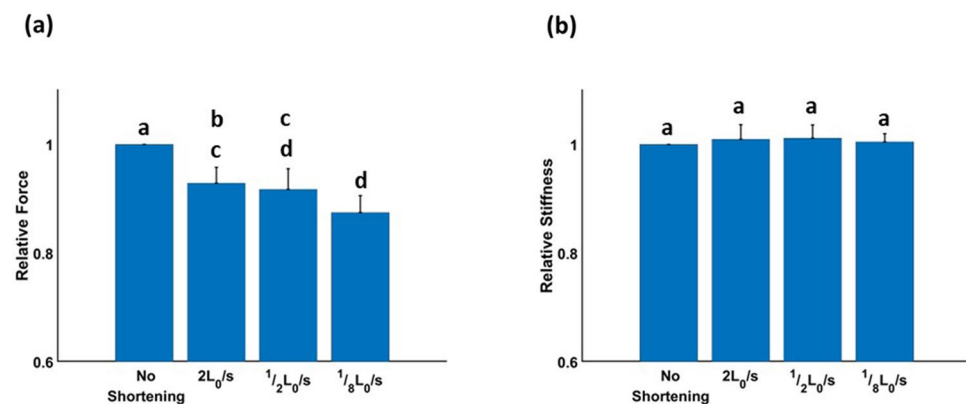 (a)
Relative Force
1
0.8
0.6
a
b
c
c
d
d
No
Shortening
2L₀/s
¹/₂L₀/s
¹/₈L₀/s
(b)
Relative Stiffness
1
0.8
0.6
a
a
a
a
No
Shortening
2L₀/s
¹/₂L₀/s
¹/₈L₀/s